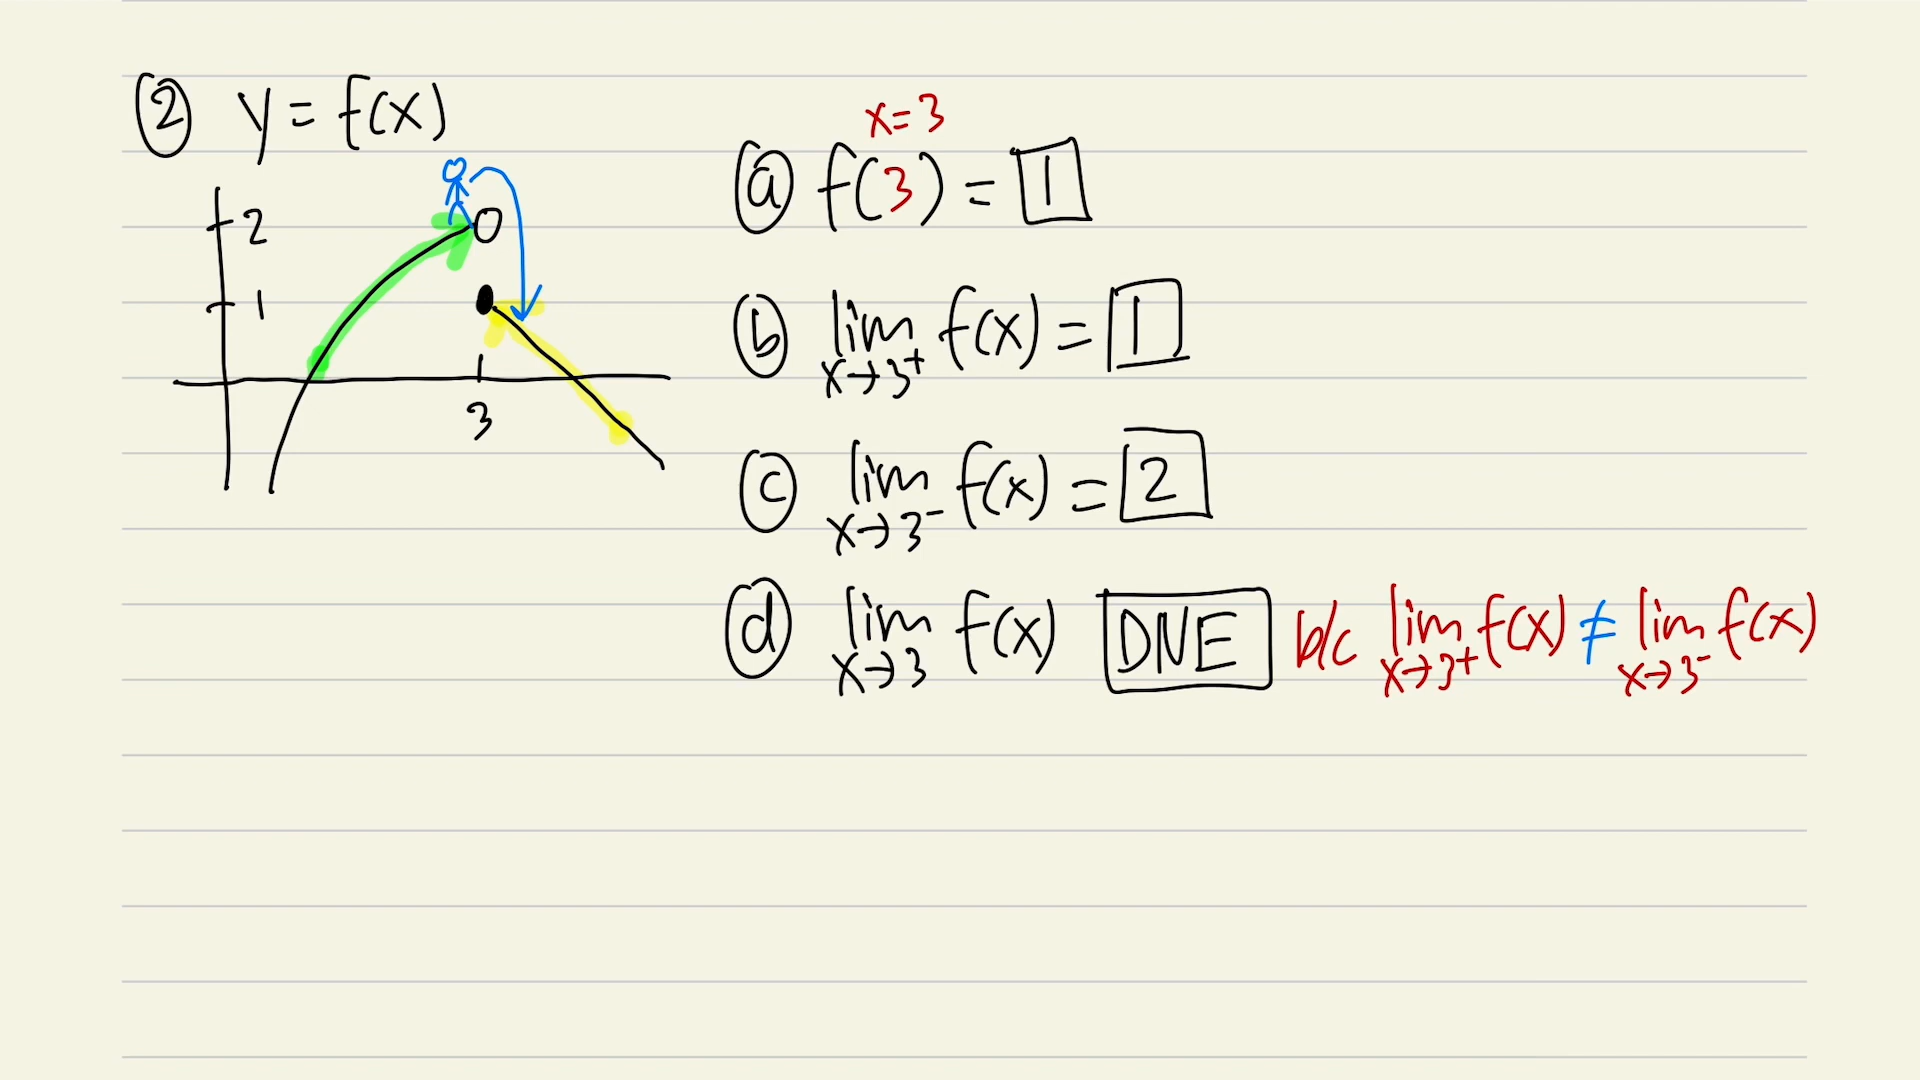 ② y = f(x)
2
1
3
x = 3
ⓐ f(3) = 1
ⓑ lim x→3⁺ f(x) = 1
ⓒ lim x→3⁻ f(x) = 2
ⓓ lim x→3 f(x) DNE b/c lim x→3⁺ f(x) ≠ lim x→3⁻ f(x)